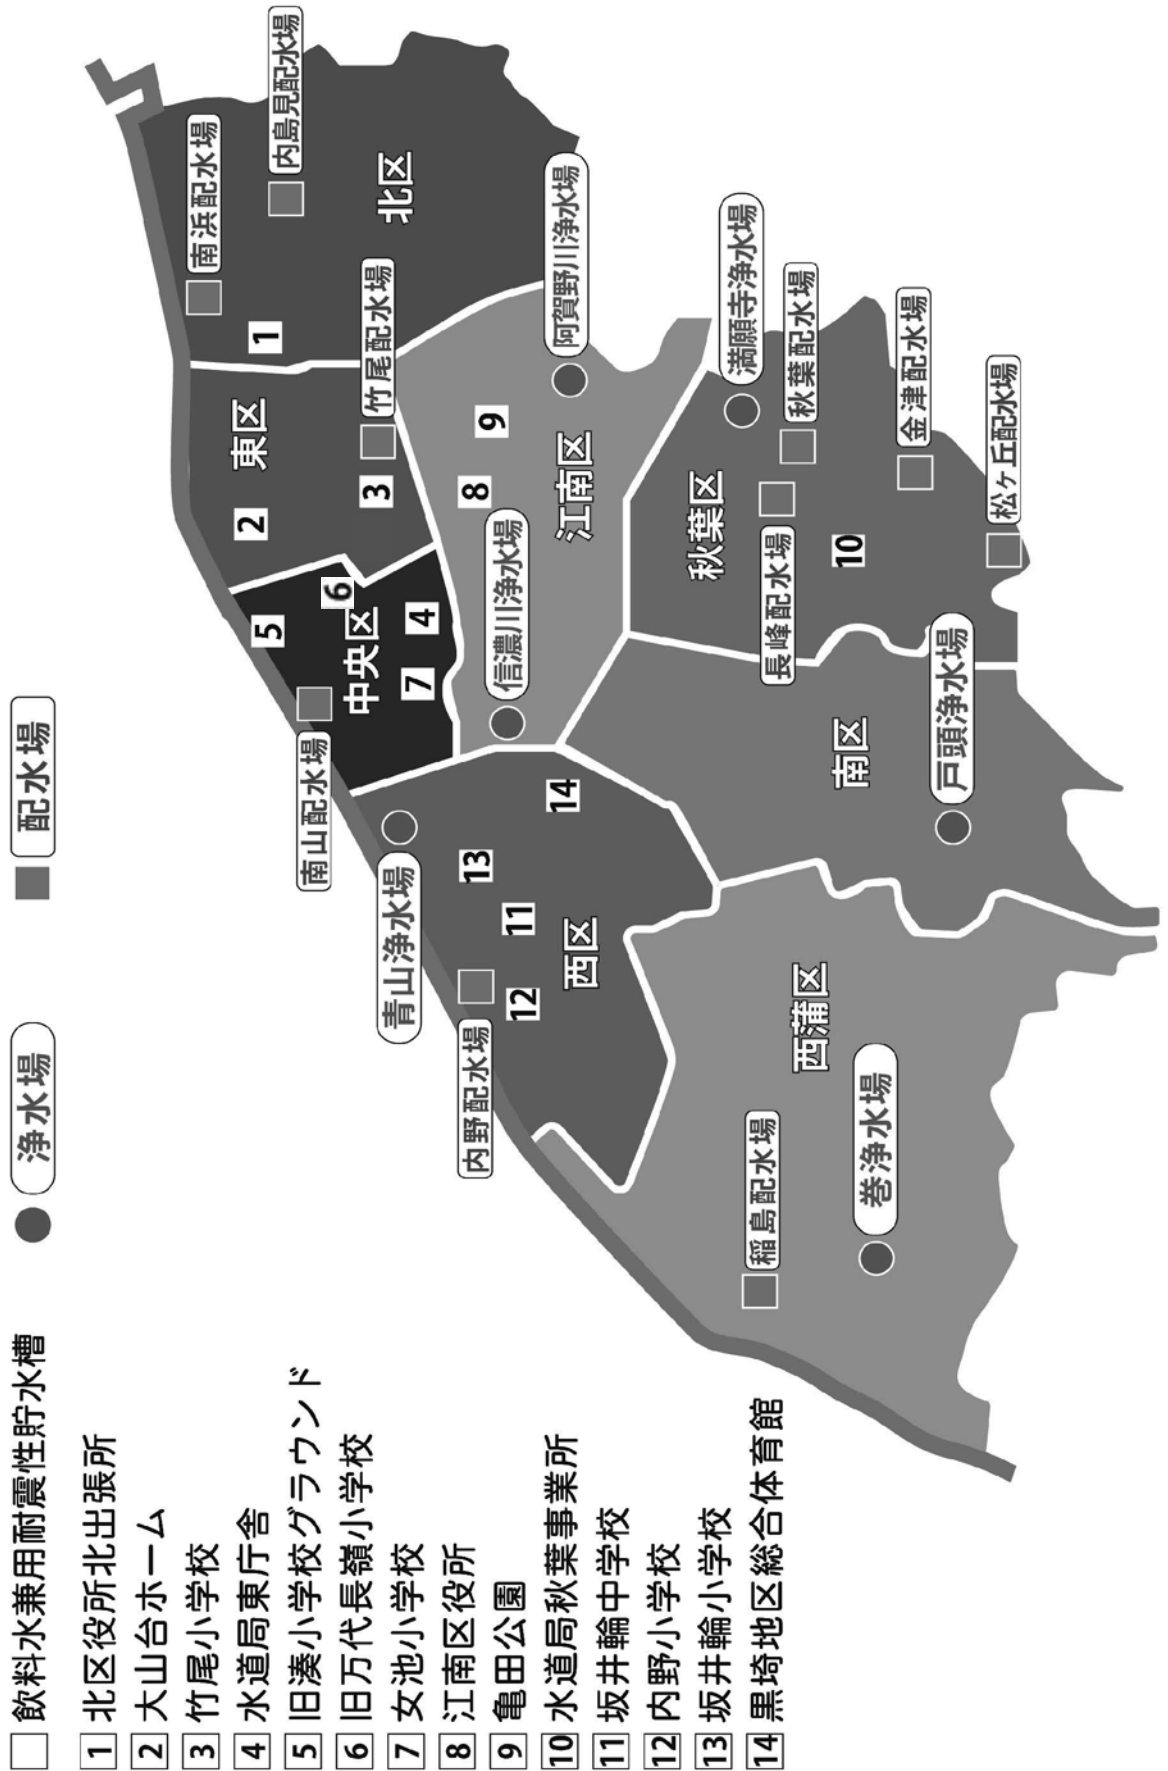 飲料水兼用耐震性貯水槽
浄水場
配水場
1 北区役所北出張所
2 大山台ホーム
3 竹尾小学校
4 水道局東庁舎
5 旧湊小学校グラウンド
6 旧万代長嶺小学校
7 女池小学校
8 江南区役所
9 亀田公園
10 水道局秋葉事業所
11 坂井輪中学校
12 内野小学校
13 坂井輪小学校
14 黒埼地区総合体育館
南浜配水場
内島見配水場
北区
1
竹尾配水場
東区
2
3
阿賀野川浄水場
9
8
江南区
信濃川浄水場
5
6
中央区
4
7
南山配水場
満願寺浄水場
秋葉配水場
金津配水場
松ヶ丘配水場
秋葉区
長峰配水場
10
青山浄水場
14
13
11
12
西区
内野配水場
南区
戸頭浄水場
西蒲区
稲島配水場
巻浄水場